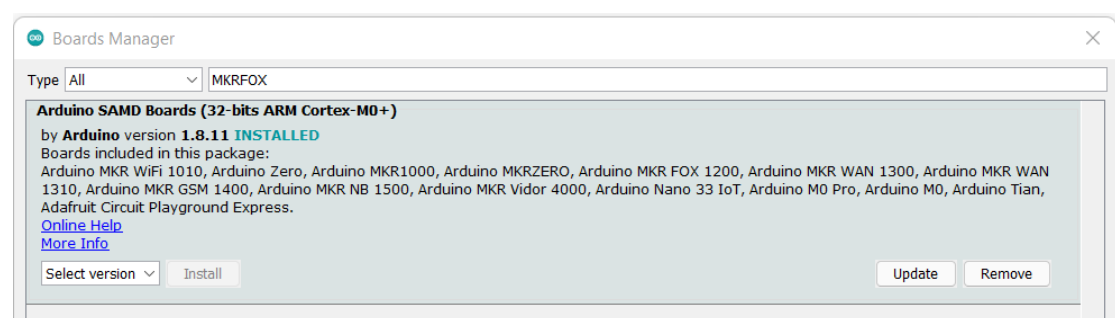 Boards Manager
Type All MKRFOX
Arduino SAMD Boards (32-bits ARM Cortex-M0+)
by Arduino version 1.8.11 INSTALLED
Boards included in this package:
Arduino MKR WiFi 1010, Arduino Zero, Arduino MKR1000, Arduino MKRZERO, Arduino MKR FOX 1200, Arduino MKR WAN 1300, Arduino MKR WAN
1310, Arduino MKR GSM 1400, Arduino MKR NB 1500, Arduino MKR Vidor 4000, Arduino Nano 33 IoT, Arduino M0 Pro, Arduino M0, Arduino Tian,
Adafruit Circuit Playground Express.
Online Help
More Info
Select version Install Update Remove